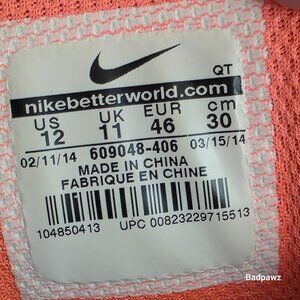 QT
nikebetterworld.com
US UK EUR cm
12 11 46 30
02/11/14 609048-406 03/15/14
MADE IN CHINA
FABRIQUE EN CHINE
104850413 UPC 00823229715513
Badpawz